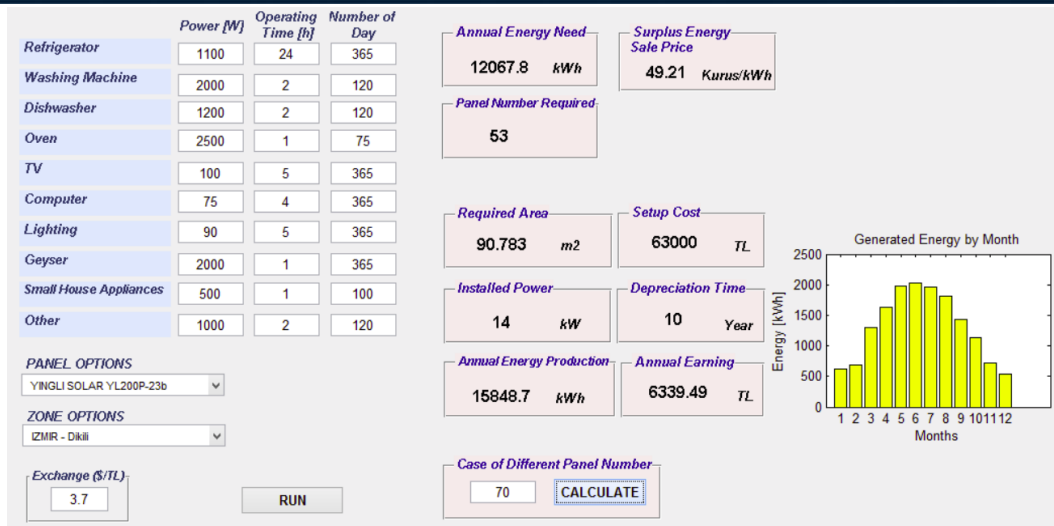 Power [W] Operating Time [h] Number of Day
Refrigerator 1100 24 365
Washing Machine 2000 2 120
Dishwasher 1200 2 120
Oven 2500 1 75
TV 100 5 365
Computer 75 4 365
Lighting 90 5 365
Geyser 2000 1 365
Small House Appliances 500 1 100
Other 1000 2 120
PANEL OPTIONS
YINGLI SOLAR YL200P-23b
ZONE OPTIONS
IZMIR - Dikili
Exchange ($/TL)
3.7
RUN
Annual Energy Need
12067.8 kWh
Surplus Energy
Sale Price
49.21 Kurus/kWh
Panel Number Required
53
Required Area
90.783 m2
Setup Cost
63000 TL
Installed Power
14 kW
Depreciation Time
10 Year
Annual Energy Production
15848.7 kWh
Annual Earning
6339.49 TL
Case of Different Panel Number
70 CALCULATE
Generated Energy by Month
Energy [kWh]
2500
2000
1500
1000
500
0
1 2 3 4 5 6 7 8 9 10 11 12
Months